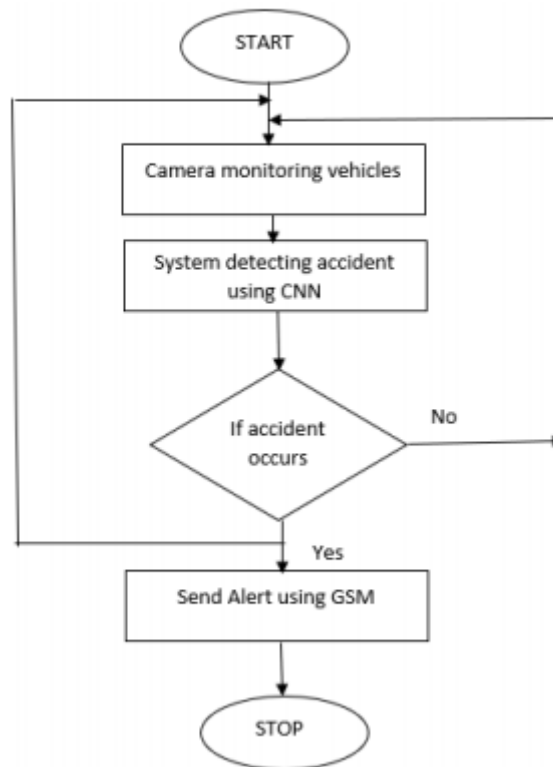 START
Camera monitoring vehicles
System detecting accident
using CNN
If accident
occurs
No
Yes
Send Alert using GSM
STOP